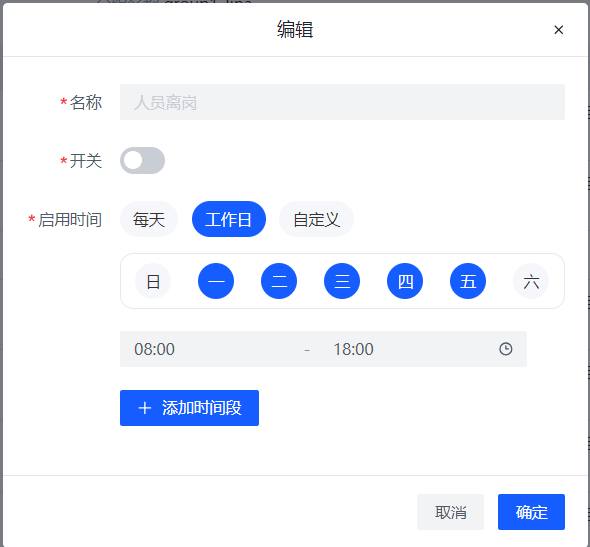 编辑
*名称 人员离岗
*开关
*启用时间 每天 工作日 自定义
日 一 二 三 四 五 六
08:00 - 18:00
添加时间段
取消 确定